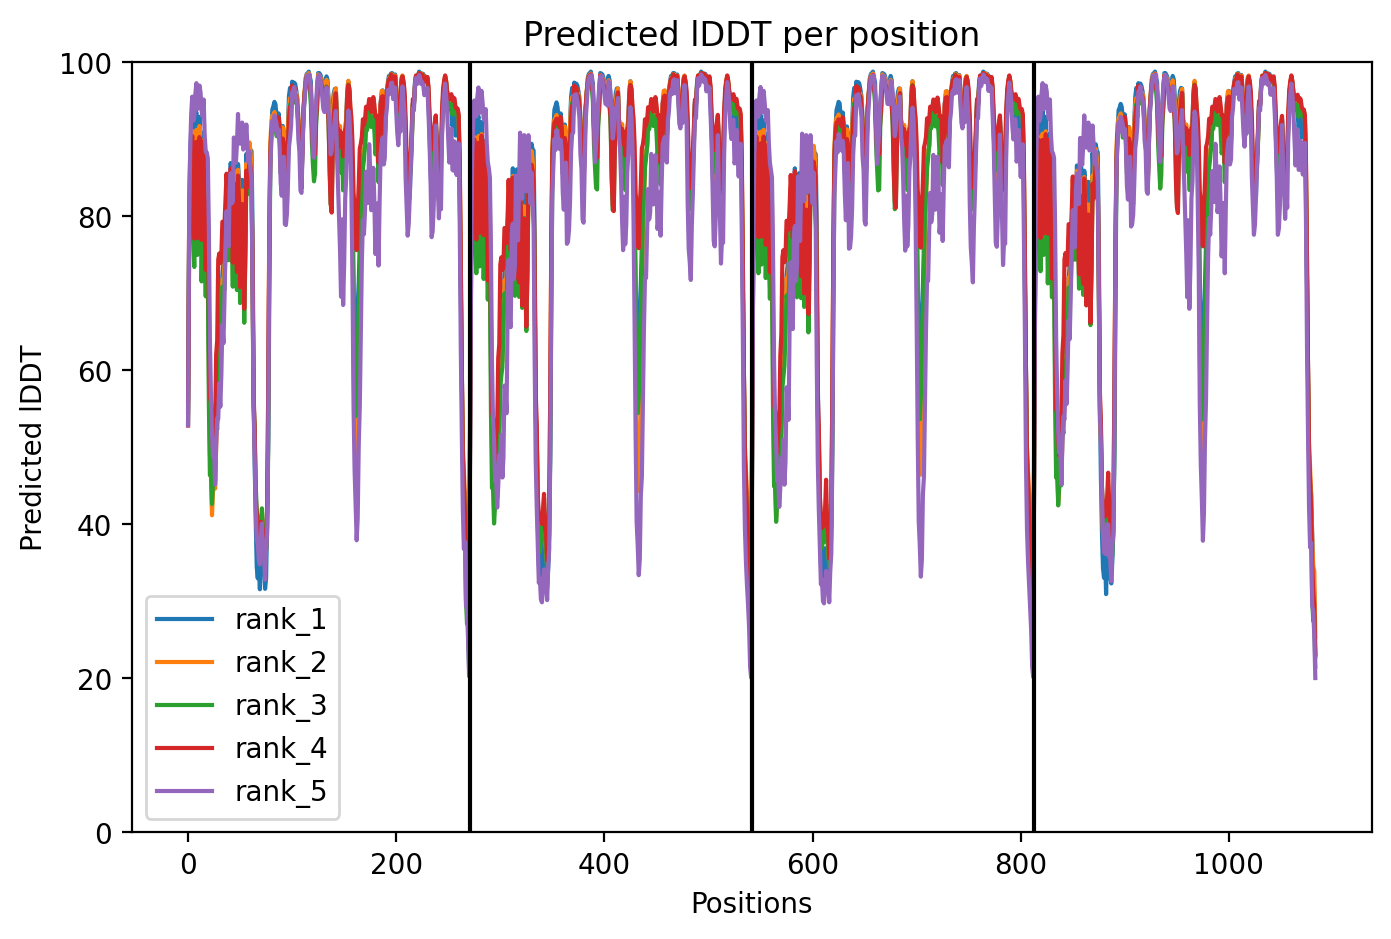 Predicted lDDT per position
100
80
60
40
20
0
Predicted lDDT
rank_1
rank_2
rank_3
rank_4
rank_5
0 200 400 600 800 1000
Positions